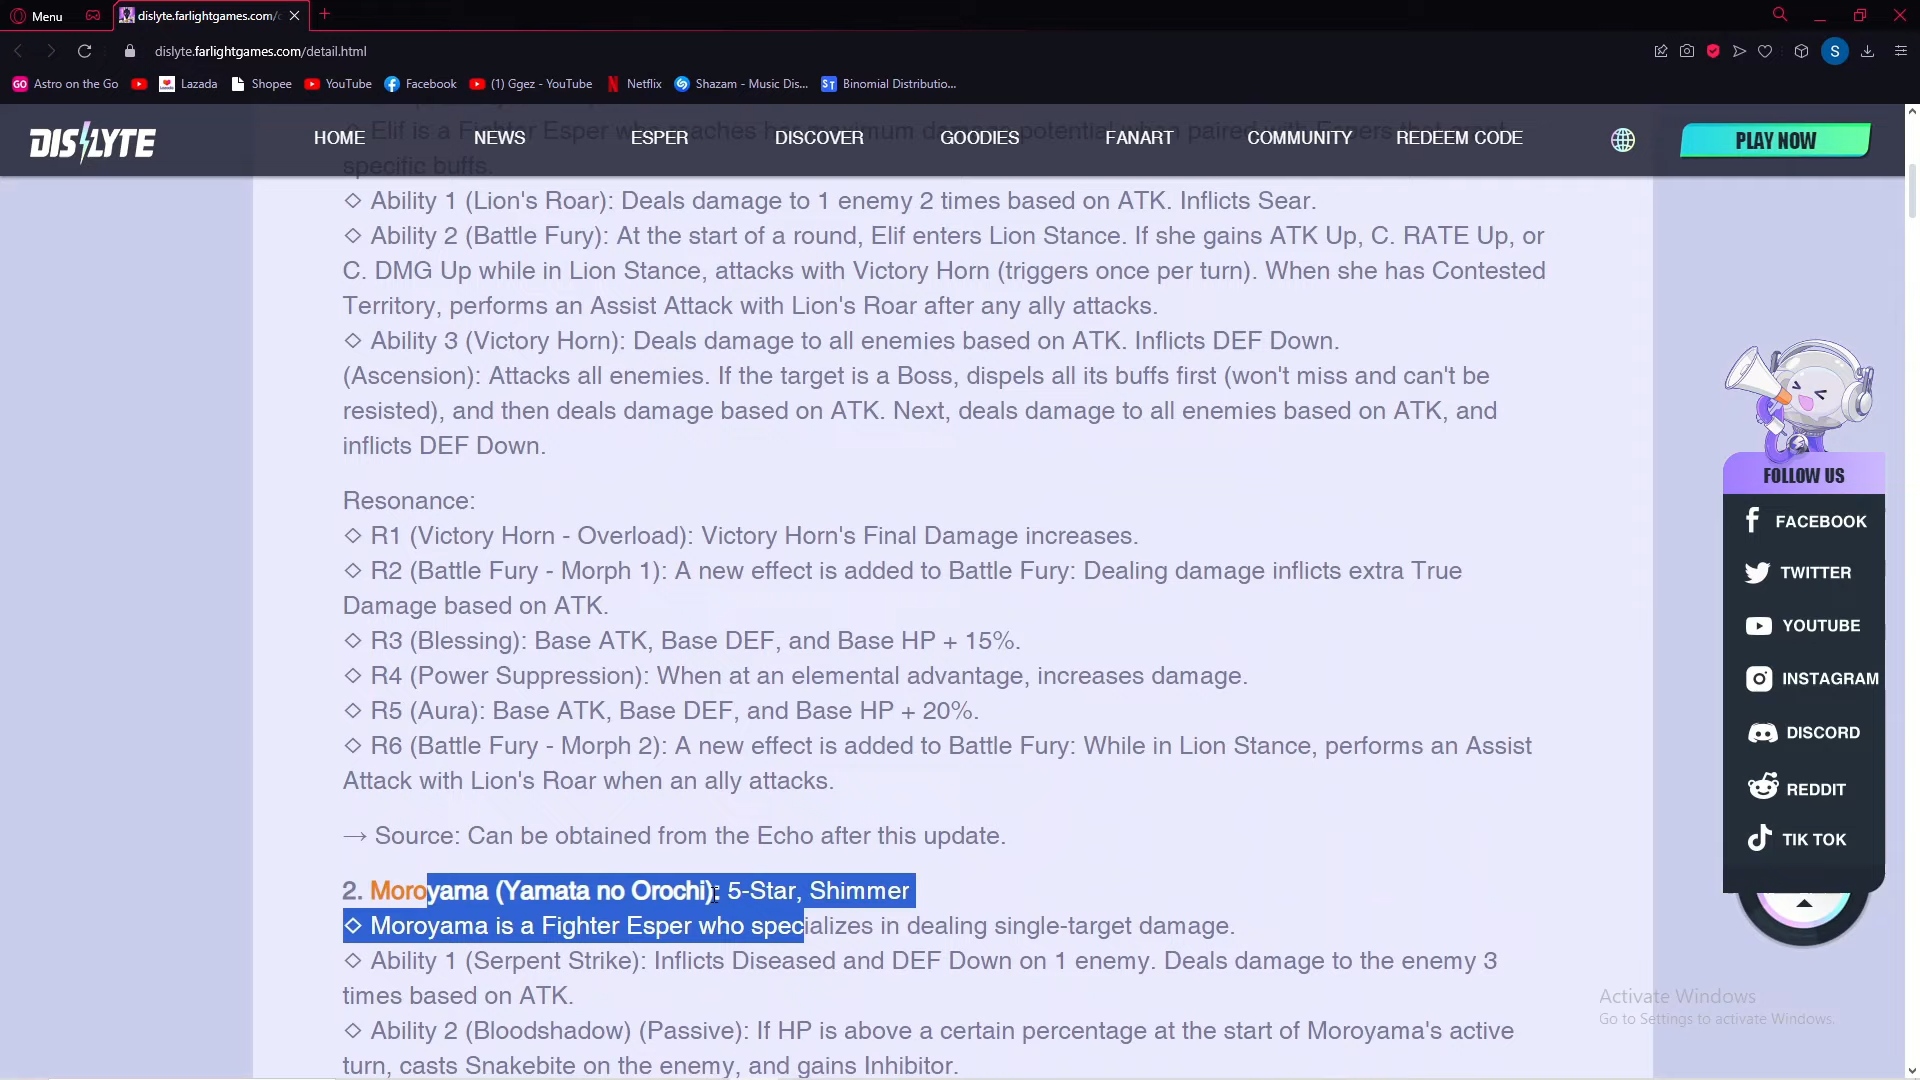 Menu
dislyte.farlightgames.com/
dislyte.farlightgames.com/detail.html
S
GO Astro on the Go
Lazada
Shopee
YouTube
Facebook
(1) Ggez - YouTube
Netflix
Shazam - Music Dis...
ST Binomial Distributio...
DISLYTE
HOME
NEWS
ESPER
DISCOVER
GOODIES
FANART
COMMUNITY
REDEEM CODE
PLAY NOW
Elif is a Fighter Esper who reaches her maximum damage potential when paired with Espers that
specific buffs.
◇ Ability 1 (Lion's Roar): Deals damage to 1 enemy 2 times based on ATK. Inflicts Sear.
◇ Ability 2 (Battle Fury): At the start of a round, Elif enters Lion Stance. If she gains ATK Up, C. RATE Up, or
C. DMG Up while in Lion Stance, attacks with Victory Horn (triggers once per turn). When she has Contested
Territory, performs an Assist Attack with Lion's Roar after any ally attacks.
◇ Ability 3 (Victory Horn): Deals damage to all enemies based on ATK. Inflicts DEF Down.
(Ascension): Attacks all enemies. If the target is a Boss, dispels all its buffs first (won't miss and can't be
resisted), and then deals damage based on ATK. Next, deals damage to all enemies based on ATK, and
inflicts DEF Down.
Resonance:
◇ R1 (Victory Horn - Overload): Victory Horn's Final Damage increases.
◇ R2 (Battle Fury - Morph 1): A new effect is added to Battle Fury: Dealing damage inflicts extra True
Damage based on ATK.
◇ R3 (Blessing): Base ATK, Base DEF, and Base HP + 15%.
◇ R4 (Power Suppression): When at an elemental advantage, increases damage.
◇ R5 (Aura): Base ATK, Base DEF, and Base HP + 20%.
◇ R6 (Battle Fury - Morph 2): A new effect is added to Battle Fury: While in Lion Stance, performs an Assist
Attack with Lion's Roar when an ally attacks.
→ Source: Can be obtained from the Echo after this update.
2. Moroyama (Yamata no Orochi): 5-Star, Shimmer
◇ Moroyama is a Fighter Esper who specializes in dealing single-target damage.
◇ Ability 1 (Serpent Strike): Inflicts Diseased and DEF Down on 1 enemy. Deals damage to the enemy 3
times based on ATK.
◇ Ability 2 (Bloodshadow) (Passive): If HP is above a certain percentage at the start of Moroyama's active
turn, casts Snakebite on the enemy, and gains Inhibitor.
FOLLOW US
FACEBOOK
TWITTER
YOUTUBE
INSTAGRAM
DISCORD
REDDIT
TIK TOK
Activate Windows
Go to Settings to activate Windows.